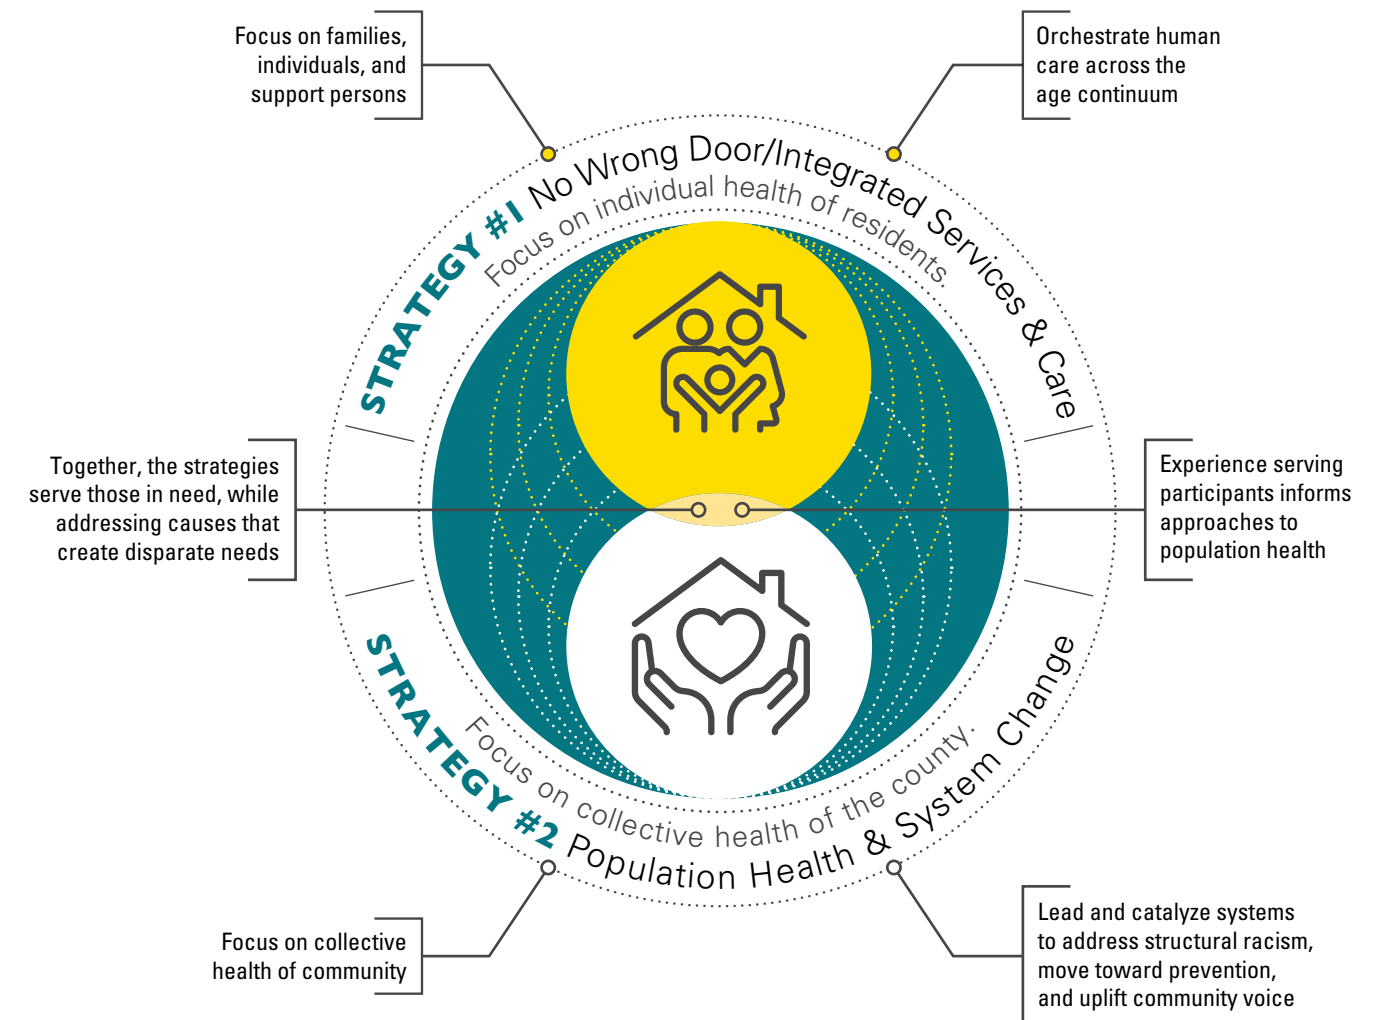 Focus on families,
individuals, and
support persons
Orchestrate human
care across the
age continuum
STRATEGY #1 No Wrong Door/Integrated Services & Care
Focus on individual health of residents.
Together, the strategies
serve those in need, while
addressing causes that
create disparate needs
Experience serving
participants informs
approaches to
population health
Focus on collective health of the county.
STRATEGY #2 Population Health & System Change
Focus on collective
health of community
Lead and catalyze systems
to address structural racism,
move toward prevention,
and uplift community voice